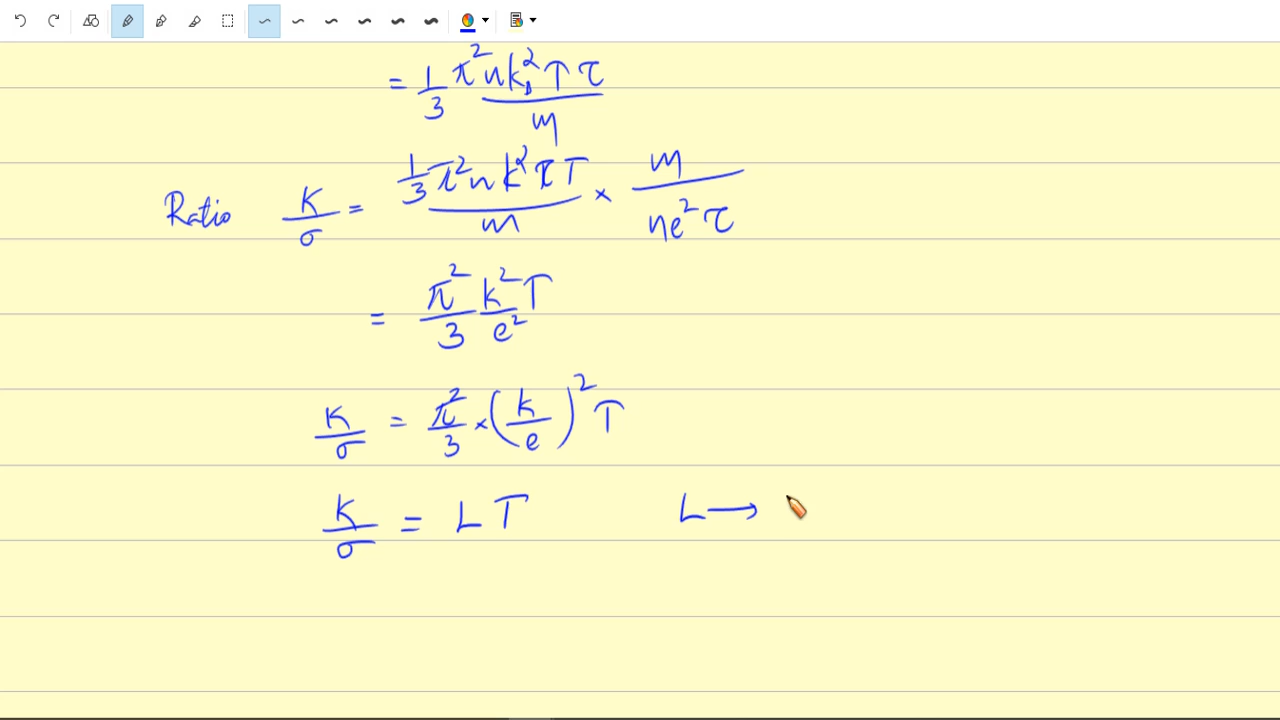 = 1/3 π² n k_B² T τ / m
Ratio K/σ = (1/3 π² n k² τ T / m) × (m / ne² τ)
= π²/3 k²/e² T
K/σ = π²/3 × (k/e)² T
K/σ = L T L →